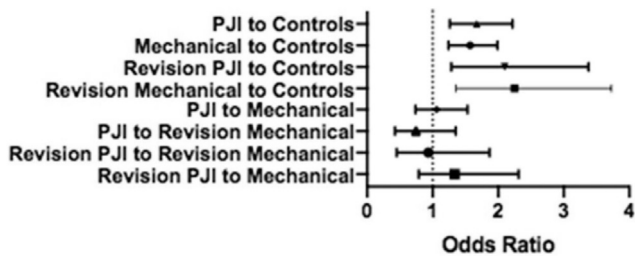 PJI to Controls
Mechanical to Controls
Revision PJI to Controls
Revision Mechanical to Controls
PJI to Mechanical
PJI to Revision Mechanical
Revision PJI to Revision Mechanical
Revision PJI to Mechanical
0 1 2 3 4
Odds Ratio